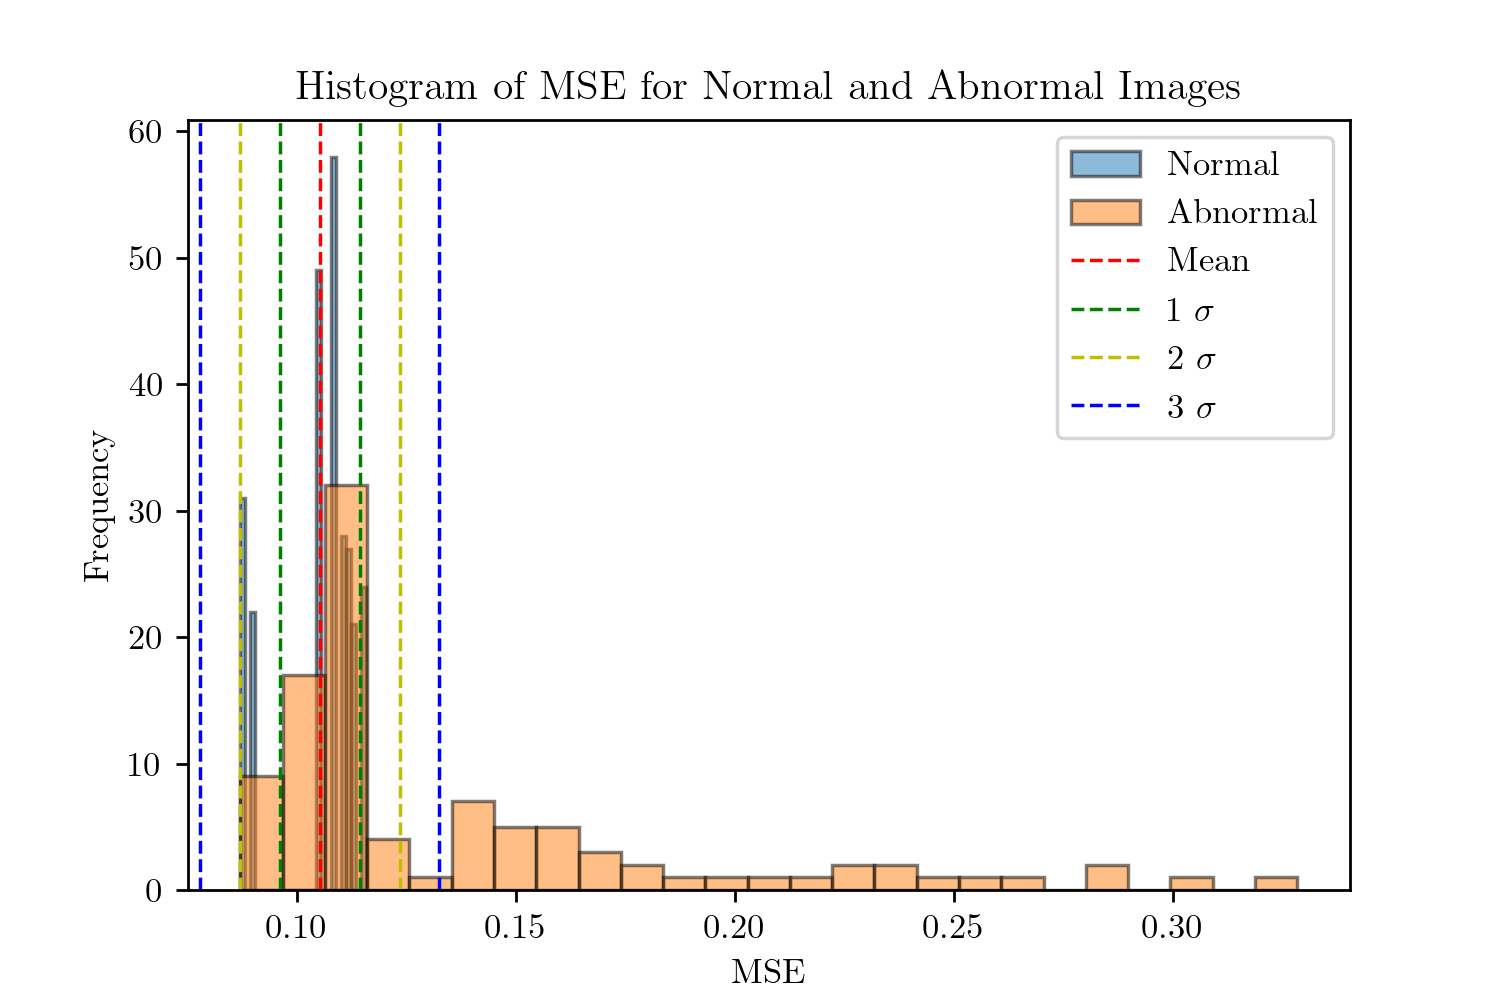 Histogram of MSE for Normal and Abnormal Images
60
50
40
30
20
10
0
Frequency
0.10 0.15 0.20 0.25 0.30
MSE
Normal
Abnormal
Mean
1 σ
2 σ
3 σ